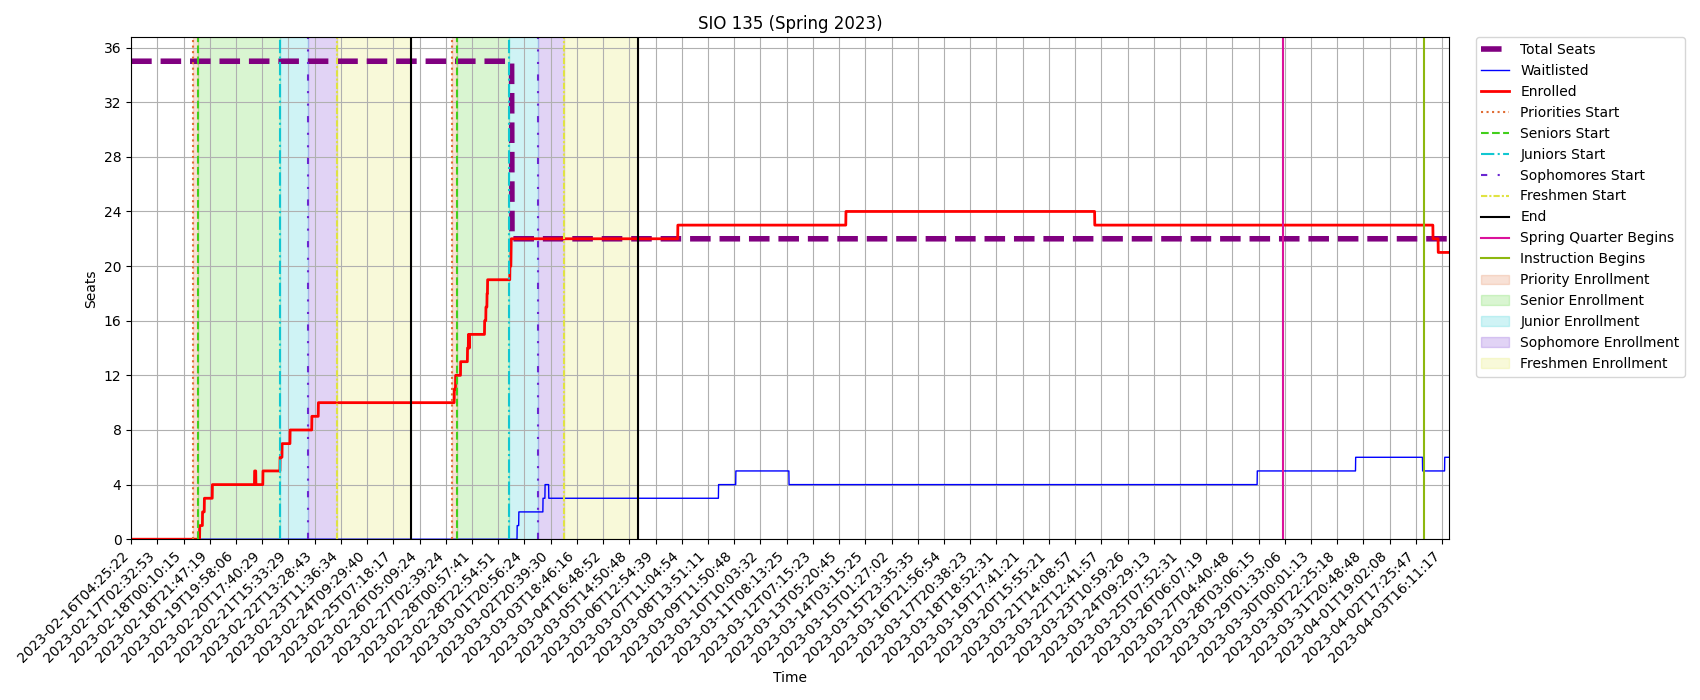 SIO 135 (Spring 2023)
36
32
28
24
20
16
12
8
4
0
Seats
2023-02-16T04:25:22
2023-02-17T02:32:53
2023-02-18T00:10:15
2023-02-18T21:47:19
2023-02-19T19:58:06
2023-02-20T17:40:29
2023-02-21T15:33:29
2023-02-22T13:28:43
2023-02-23T11:36:34
2023-02-24T09:29:40
2023-02-25T07:18:17
2023-02-26T05:09:24
2023-02-27T02:39:24
2023-02-28T00:57:41
2023-02-28T22:54:51
2023-03-01T20:56:24
2023-03-02T20:39:30
2023-03-03T18:46:16
2023-03-04T16:48:52
2023-03-05T14:50:48
2023-03-06T12:54:39
2023-03-07T11:04:54
2023-03-08T13:51:11
2023-03-09T11:50:48
2023-03-10T10:03:32
2023-03-11T08:13:25
2023-03-12T07:15:23
2023-03-13T05:20:45
2023-03-14T03:15:25
2023-03-15T01:27:02
2023-03-15T23:35:35
2023-03-16T21:56:54
2023-03-17T20:38:23
2023-03-18T18:52:31
2023-03-19T17:41:21
2023-03-20T15:55:21
2023-03-21T14:08:57
2023-03-22T12:41:57
2023-03-23T10:59:26
2023-03-24T09:29:13
2023-03-25T07:52:31
2023-03-26T06:07:19
2023-03-27T04:40:48
2023-03-28T03:06:15
2023-03-29T01:33:06
2023-03-30T00:01:13
2023-03-30T22:25:18
2023-03-31T20:48:48
2023-04-01T19:02:08
2023-04-02T17:25:47
2023-04-03T16:11:17
Time
Total Seats
Waitlisted
Enrolled
Priorities Start
Seniors Start
Juniors Start
Sophomores Start
Freshmen Start
End
Spring Quarter Begins
Instruction Begins
Priority Enrollment
Senior Enrollment
Junior Enrollment
Sophomore Enrollment
Freshmen Enrollment